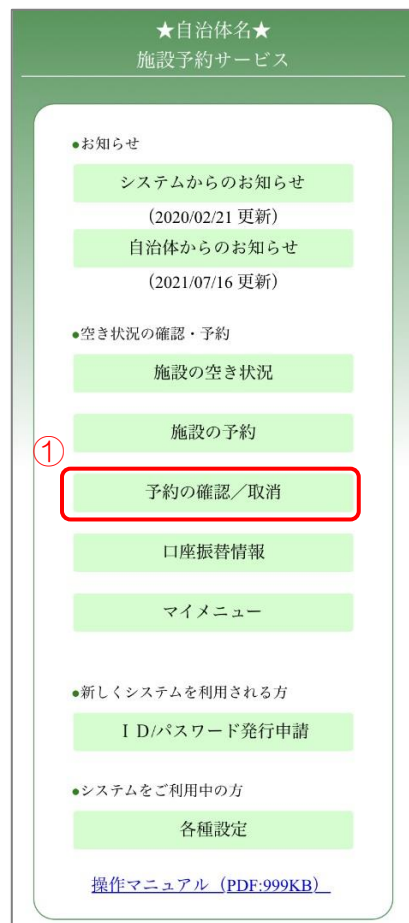 ★自治体名★
施設予約サービス
●お知らせ
システムからのお知らせ
（2020/02/21 更新）
自治体からのお知らせ
（2021/07/16 更新）
●空き状況の確認・予約
施設の空き状況
施設の予約
①
予約の確認／取消
口座振替情報
マイメニュー
●新しくシステムを利用される方
ＩＤ/パスワード発行申請
●システムをご利用中の方
各種設定
操作マニュアル（PDF:999KB）